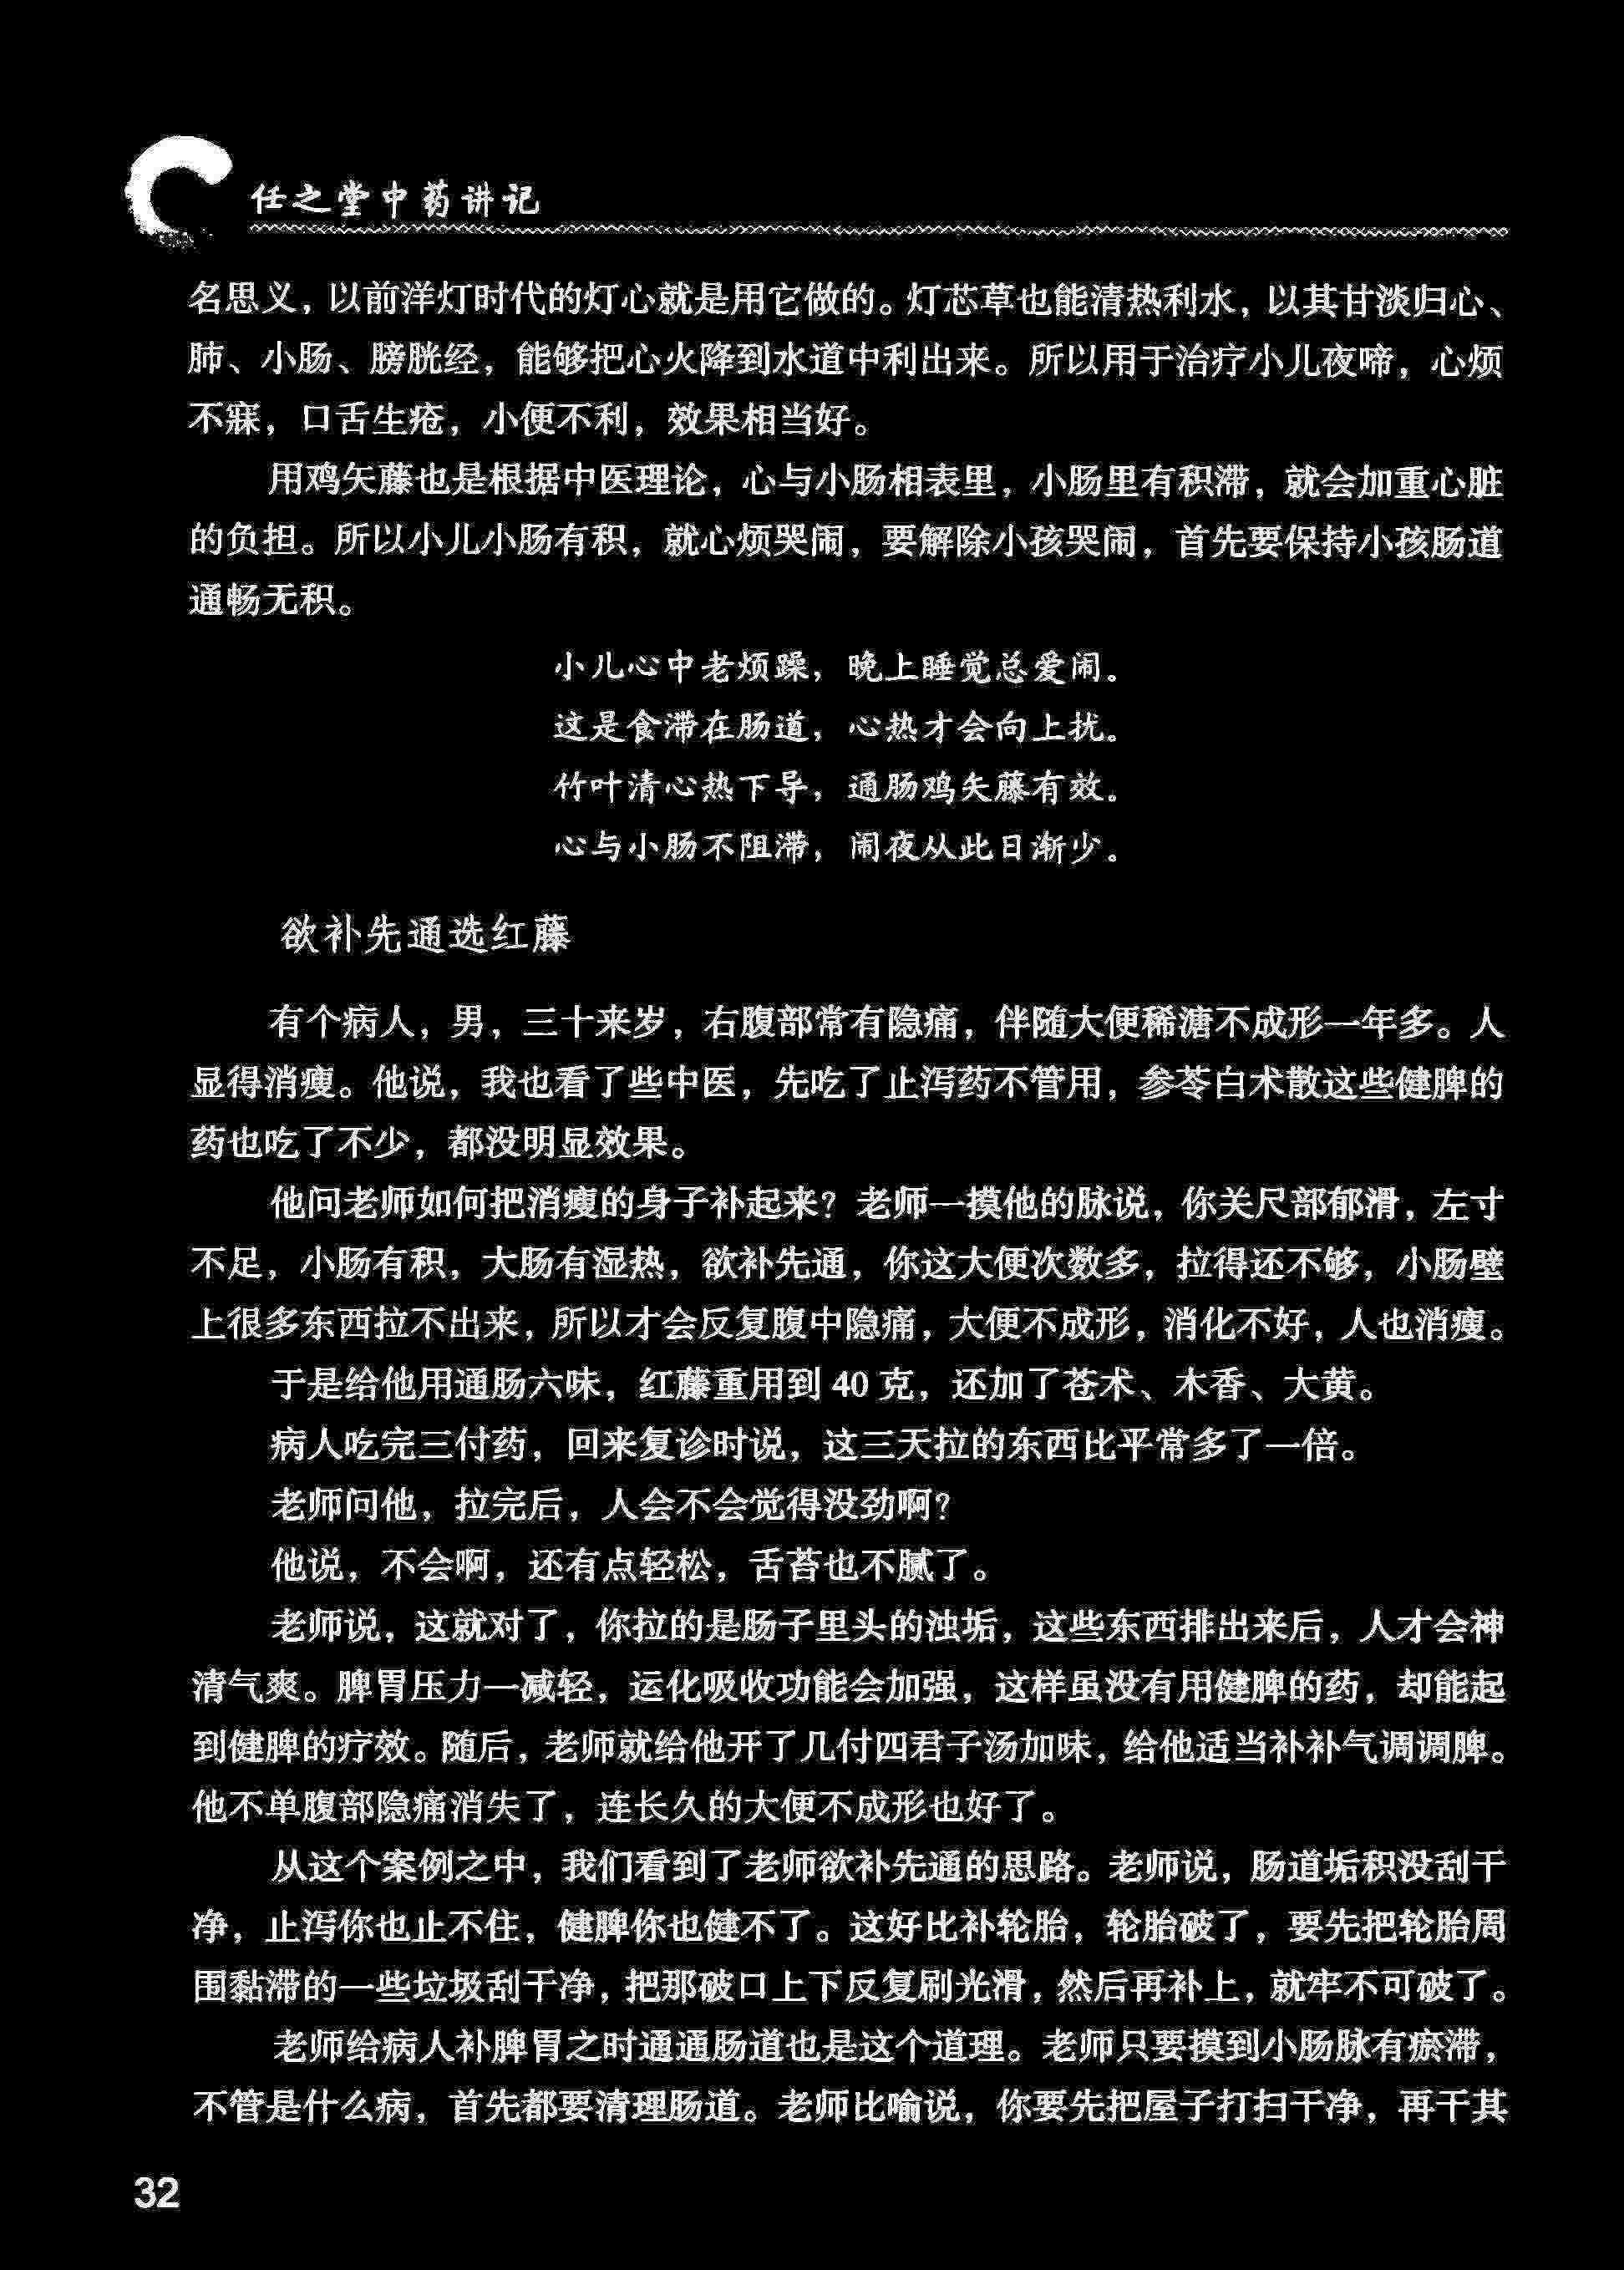 任之堂中药讲记
名思义，以前洋灯时代的灯心就是用它做的。灯芯草也能清热利水，以其甘淡归心、
肺、小肠、膀胱经，能够把心火降到水道中利出来。所以用于治疗小儿夜啼，心烦
不寐，口舌生疮，小便不利，效果相当好。
用鸡矢藤也是根据中医理论，心与小肠相表里，小肠里有积滞，就会加重心脏
的负担。所以小儿小肠有积，就心烦哭闹，要解除小孩哭闹，首先要保持小孩肠道
通畅无积。
小儿心中老烦躁，晚上睡觉总爱闹。
这是食滞在肠道，心热才会向上扰。
竹叶清心热下导，通肠鸡矢藤有效。
心与小肠不阻滞，闹夜从此日渐少。
欲补先通选红藤
有个病人，男，三十来岁，右腹部常有隐痛，伴随大便稀溏不成形一年多。人
显得消瘦。他说，我也看了些中医，先吃了止泻药不管用，参苓白术散这些健脾的
药也吃了不少，都没明显效果。
他问老师如何把消瘦的身子补起来？老师一摸他的脉说，你关尺部郁滑，左寸
不足，小肠有积，大肠有湿热，欲补先通，你这大便次数多，拉得还不够，小肠壁
上很多东西拉不出来，所以才会反复腹中隐痛，大便不成形，消化不好，人也消瘦。
于是给他用通肠六味，红藤重用到 40 克，还加了苍术、木香、大黄。
病人吃完三付药，回来复诊时说，这三天拉的东西比平常多了一倍。
老师问他，拉完后，人会不会觉得没劲啊？
他说，不会啊，还有点轻松，舌苔也不腻了。
老师说，这就对了，你拉的是肠子里头的浊垢，这些东西排出来后，人才会神
清气爽。脾胃压力一减轻，运化吸收功能会加强，这样虽没有用健脾的药，却能起
到健脾的疗效。随后，老师就给他开了几付四君子汤加味，给他适当补补气调调脾。
他不单腹部隐痛消失了，连长久的大便不成形也好了。
从这个案例之中，我们看到了老师欲补先通的思路。老师说，肠道垢积没刮干
净，止泻你也止不住，健脾你也健不了。这好比补轮胎，轮胎破了，要先把轮胎周
围黏滞的一些垃圾刮干净，把那破口上下反复刷光滑，然后再补上，就牢不可破了。
老师给病人补脾胃之时通通肠道也是这个道理。老师只要摸到小肠脉有瘀滞，
不管是什么病，首先都要清理肠道。老师比喻说，你要先把屋子打扫干净，再干其
32